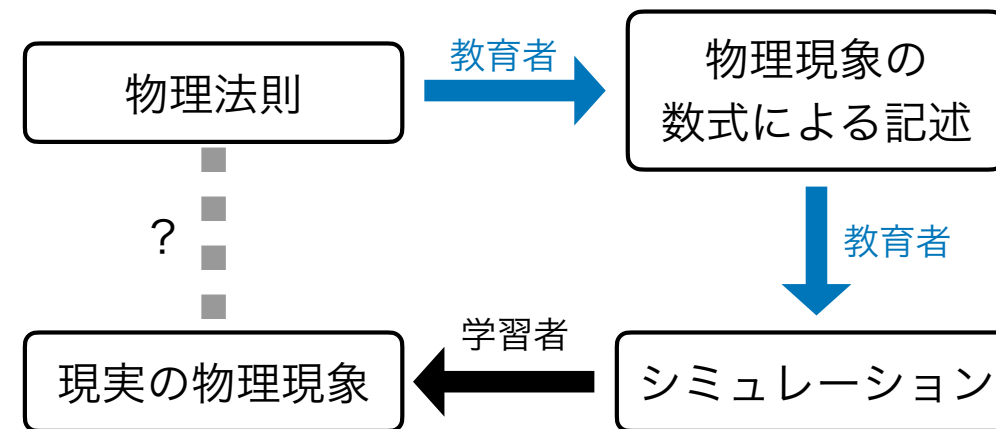 物理法則
教育者
物理現象の
数式による記述
?
教育者
現実の物理現象
学習者
シミュレーション